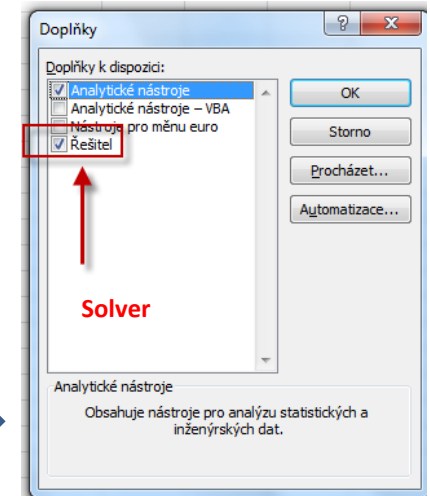 Doplňky
Doplňky k dispozici:
Analytické nástroje
Analytické nástroje – VBA
Nástroje pro měnu euro
Řešitel
OK
Storno
Procházet...
Automatizace...
Solver
Analytické nástroje
Obsahuje nástroje pro analýzu statistických a
inženýrských dat.